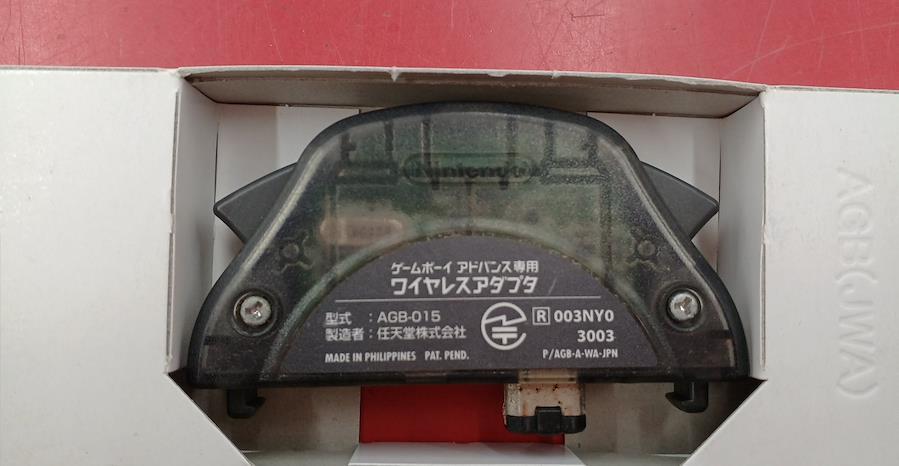 Nintendo
ゲームボーイ アドバンス専用
ワイヤレスアダプタ
型式 : AGB-015
製造者 : 任天堂株式会社
R 003NY0
3003
MADE IN PHILIPPINES PAT. PEND.
P/AGB-A-WA-JPN
AGB(JWA)